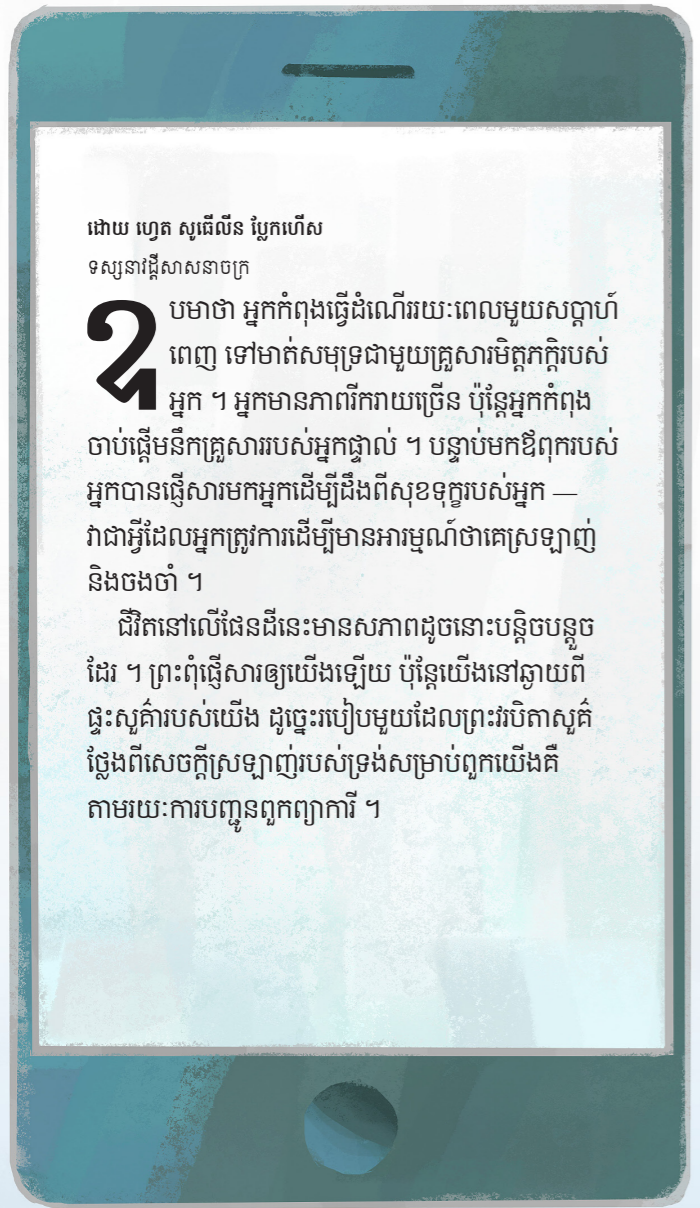 ដោយ ហ្វេត សូធើលីន ប្លែកហើស
ទស្សនាវដ្ដីសាសនាចក្រ
ឧបមាថា អ្នកកំពុងធ្វើដំណើររយៈពេលមួយសប្ដាហ៍
ពេញ ទៅមាត់សមុទ្រជាមួយគ្រួសារមិត្តភក្តិរបស់
អ្នក ។ អ្នកមានភាពរីករាយច្រើន ប៉ុន្តែអ្នកកំពុង
ចាប់ផ្ដើមនឹកគ្រួសាររបស់អ្នកផ្ទាល់ ។ បន្ទាប់មកឪពុករបស់
អ្នកបានផ្ញើសារមកអ្នកដើម្បីដឹងពីសុខទុក្ខរបស់អ្នក —
វាជាអ្វីដែលអ្នកត្រូវការដើម្បីមានអារម្មណ៍ថាគេស្រឡាញ់
និងចងចាំ ។
ជីវិតនៅលើផែនដីនេះមានសភាពដូចនោះបន្តិចបន្តួច
ដែរ ។ ព្រះពុំផ្ញើសារឲ្យយើងឡើយ ប៉ុន្តែយើងនៅឆ្ងាយពី
ផ្ទះសួគ៌ារបស់យើង ដូច្នេះរបៀបមួយដែលព្រះវរបិតាសួគ៌
ថ្លែងពីសេចក្ដីស្រឡាញ់របស់ទ្រង់សម្រាប់ពួកយើងគឺ
តាមរយៈការបញ្ជូនពួកព្យាការី ។